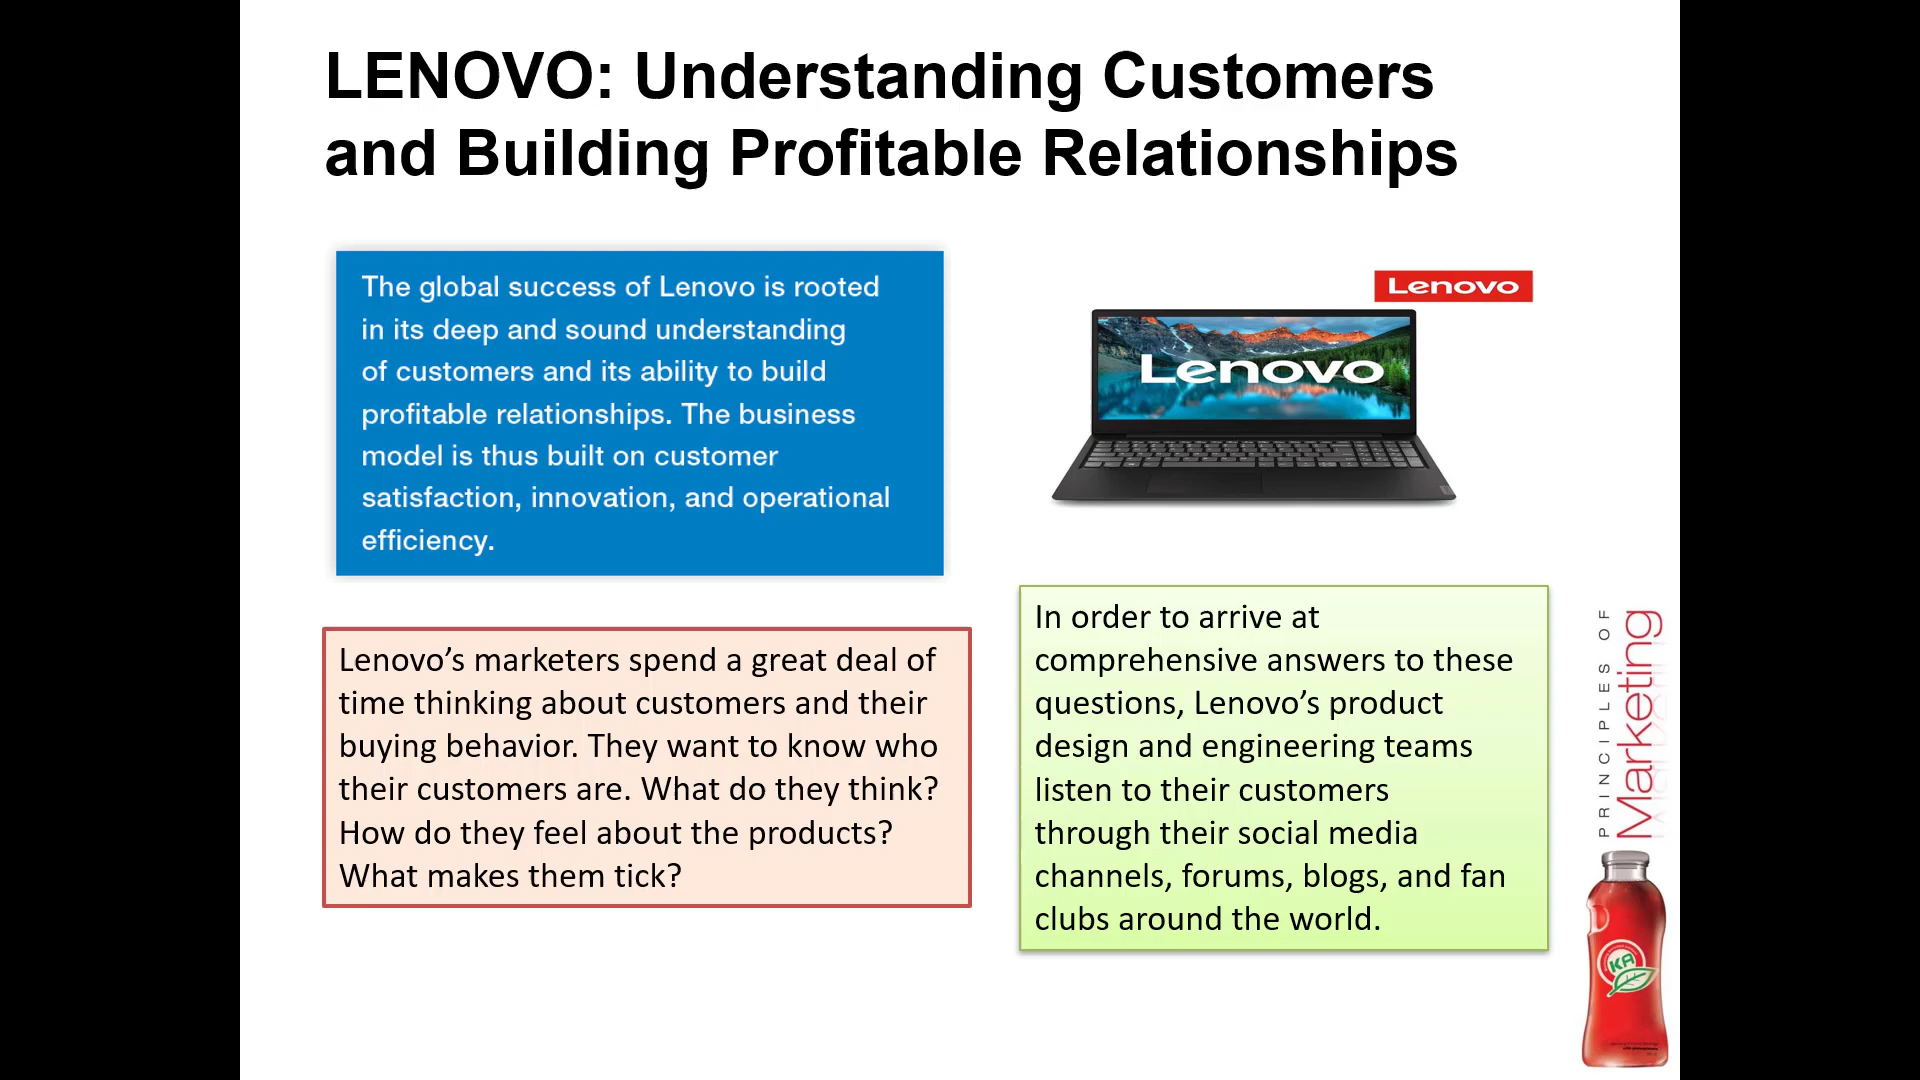 LENOVO: Understanding Customers
and Building Profitable Relationships
The global success of Lenovo is rooted
in its deep and sound understanding
of customers and its ability to build
profitable relationships. The business
model is thus built on customer
satisfaction, innovation, and operational
efficiency.
Lenovo
Lenovo
Lenovo’s marketers spend a great deal of
time thinking about customers and their
buying behavior. They want to know who
their customers are. What do they think?
How do they feel about the products?
What makes them tick?
In order to arrive at
comprehensive answers to these
questions, Lenovo’s product
design and engineering teams
listen to their customers
through their social media
channels, forums, blogs, and fan
clubs around the world.
PRINCIPLES OF
Marketing
KA